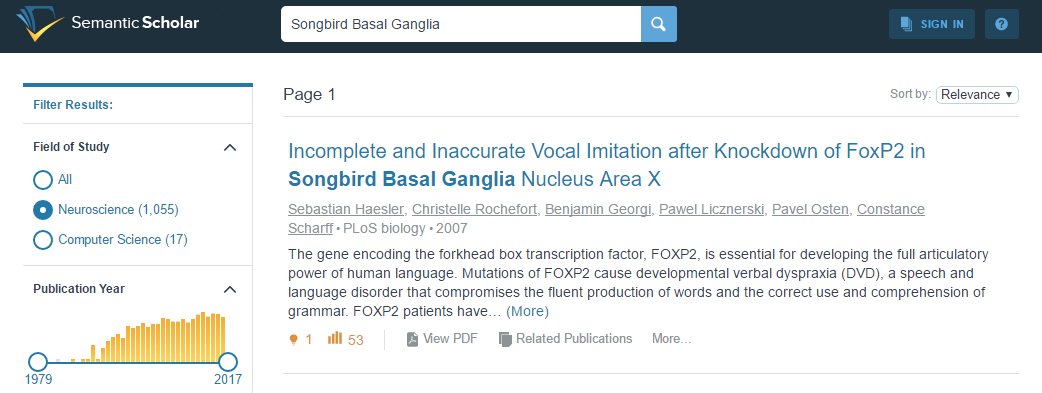 Semantic Scholar
Songbird Basal Ganglia
SIGN IN
?
Filter Results:
Field of Study
All
Neuroscience (1,055)
Computer Science (17)
Publication Year
1979
2017
Page 1
Sort by: Relevance ▼
Incomplete and Inaccurate Vocal Imitation after Knockdown of FoxP2 in
Songbird Basal Ganglia Nucleus Area X
Sebastian Haesler, Christelle Rochefort, Benjamin Georgi, Pawel Licznerski, Pavel Osten, Constance
Scharff • PLoS biology • 2007
The gene encoding the forkhead box transcription factor, FOXP2, is essential for developing the full articulatory
power of human language. Mutations of FOXP2 cause developmental verbal dyspraxia (DVD), a speech and
language disorder that compromises the fluent production of words and the correct use and comprehension of
grammar. FOXP2 patients have… (More)
1 53 View PDF Related Publications More...